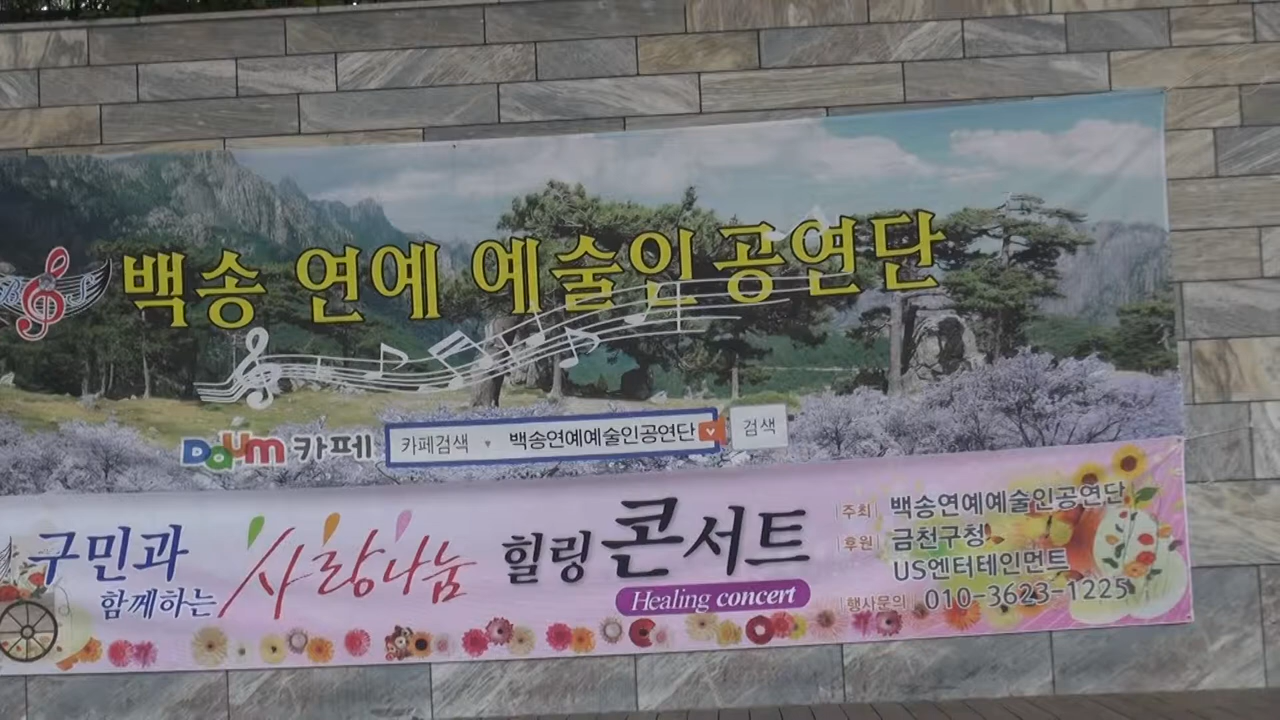 백송 연예 예술인공연단
BS
Daum 카페 카페검색 백송연예예술인공연단 검색
구민과
함께하는
사랑나눔
힐링 콘서트
Healing concert
주최 백송연예예술인공연단
후원 금천구청
US엔터테인먼트
행사문의 010-3623-1225